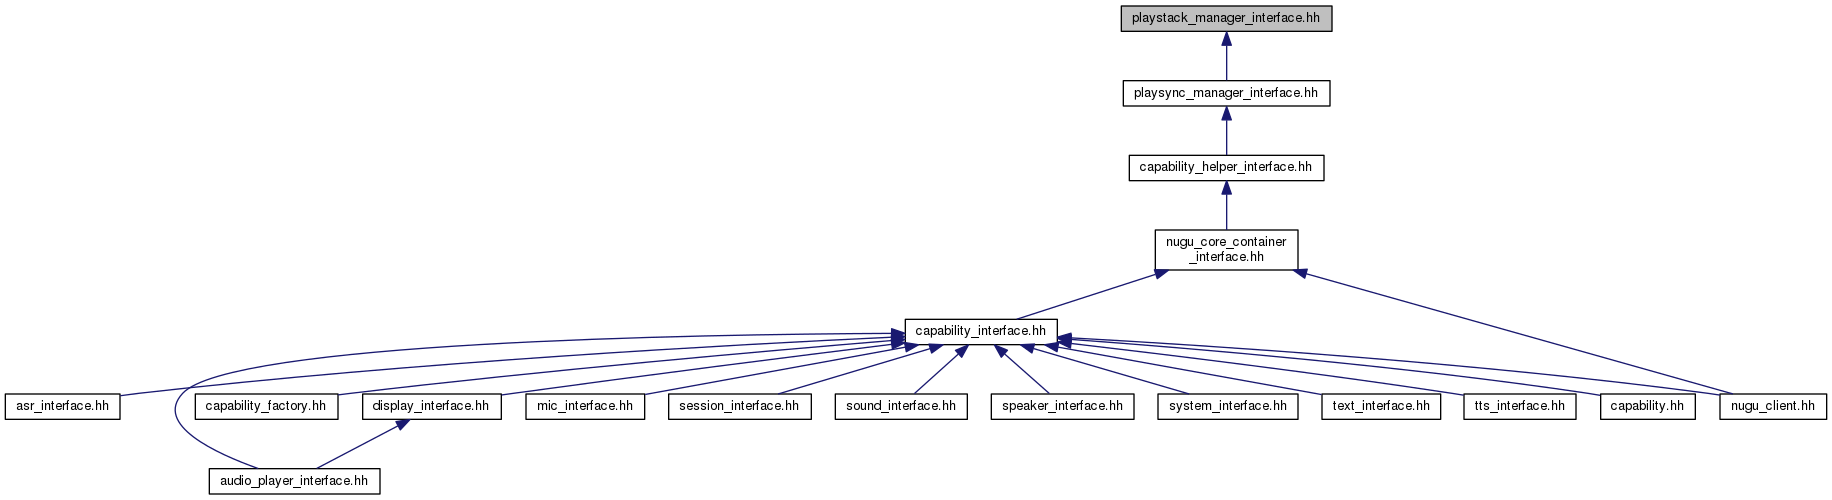 playstack_manager_interface.hh
playsync_manager_interface.hh
capability_helper_interface.hh
nugu_core_container
_interface.hh
capability_interface.hh
asr_interface.hh
capability_factory.hh
display_interface.hh
mic_interface.hh
session_interface.hh
sound_interface.hh
speaker_interface.hh
system_interface.hh
text_interface.hh
tts_interface.hh
capability.hh
nugu_client.hh
audio_player_interface.hh